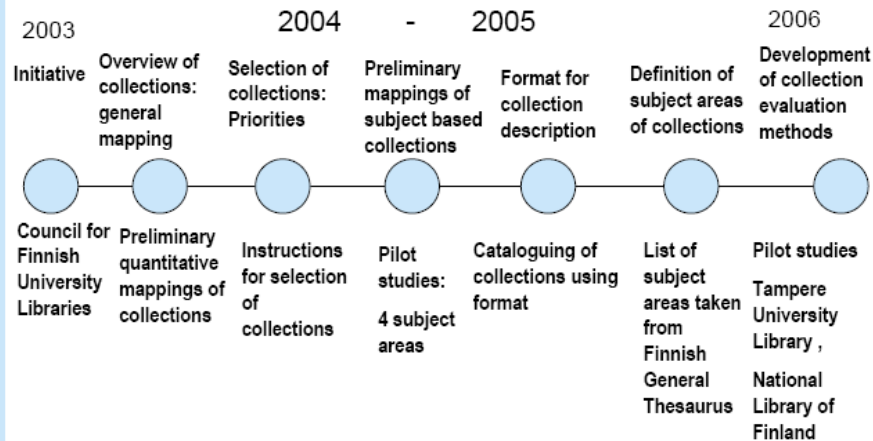 2003
2004 - 2005
2006
Initiative
Overview of
collections:
general
mapping
Selection of
collections:
Priorities
Preliminary
mappings of
subject based
collections
Format for
collection
description
Definition of
subject areas
of collections
Development
of collection
evaluation
methods
Council for
Finnish
University
Libraries
Preliminary
quantitative
mappings of
collections
Instructions
for selection
of
collections
Pilot
studies:
4 subject
areas
Cataloguing of
collections using
format
List of
subject
areas taken
from
Finnish
General
Thesaurus
Pilot studies
Tampere
University
Library ,
National
Library of
Finland